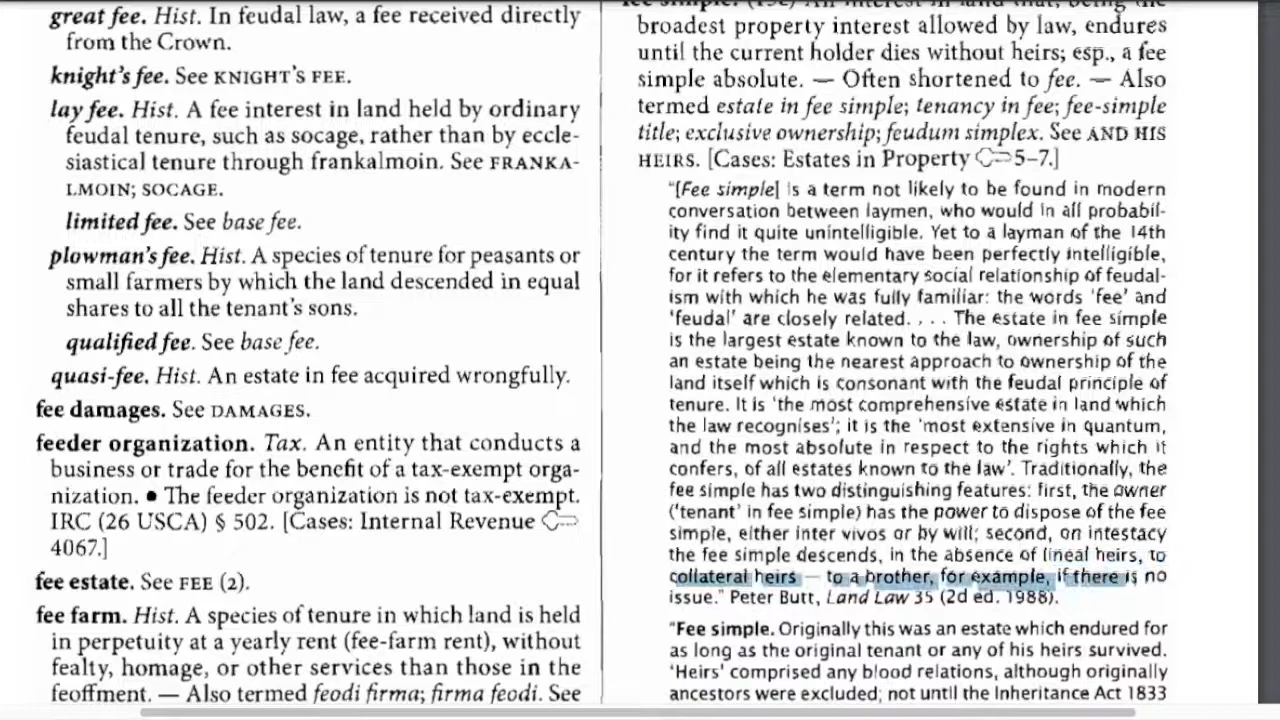 great fee. Hist. In feudal law, a fee received directly
from the Crown.
knight's fee. See KNIGHT'S FEE.
lay fee. Hist. A fee interest in land held by ordinary
feudal tenure, such as socage, rather than by eccle-
siastical tenure through frankalmoin. See FRANKA-
LMOIN; SOCAGE.
limited fee. See base fee.
plowman's fee. Hist. A species of tenure for peasants or
small farmers by which the land descended in equal
shares to all the tenant's sons.
qualified fee. See base fee.
quasi-fee. Hist. An estate in fee acquired wrongfully.
fee damages. See DAMAGES.
feeder organization. Tax. An entity that conducts a
business or trade for the benefit of a tax-exempt orga-
nization. ● The feeder organization is not tax-exempt.
IRC (26 USCA) § 502. [Cases: Internal Revenue
4067.]
fee estate. See FEE (2).
fee farm. Hist. A species of tenure in which land is held
in perpetuity at a yearly rent (fee-farm rent), without
fealty, homage, or other services than those in the
feoffment. — Also termed feodi firma; firma feodi. See
fee simple. An interest in land that, being the
broadest property interest allowed by law, endures
until the current holder dies without heirs; esp., a fee
simple absolute. — Often shortened to fee. — Also
termed estate in fee simple; tenancy in fee; fee-simple
title; exclusive ownership; feudum simplex. See AND HIS
HEIRS. [Cases: Estates in Property 5–7.]
"[Fee simple] is a term not likely to be found in modern
conversation between laymen, who would in all probabil-
ity find it quite unintelligible. Yet to a layman of the 14th
century the term would have been perfectly intelligible,
for it refers to the elementary social relationship of feudal-
ism with which he was fully familiar: the words 'fee' and
'feudal' are closely related. . . . The estate in fee simple
is the largest estate known to the law, ownership of such
an estate being the nearest approach to ownership of the
land itself which is consonant with the feudal principle of
tenure. It is 'the most comprehensive estate in land which
the law recognises'; it is the 'most extensive in quantum,
and the most absolute in respect to the rights which it
confers, of all estates known to the law'. Traditionally, the
fee simple has two distinguishing features: first, the owner
('tenant' in fee simple) has the power to dispose of the fee
simple, either inter vivos or by will; second, on intestacy
the fee simple descends, in the absence of lineal heirs, to
collateral heirs — to a brother, for example, if there is no
issue." Peter Butt, Land Law 35 (2d ed. 1988).
"Fee simple. Originally this was an estate which endured for
as long as the original tenant or any of his heirs survived.
'Heirs' comprised any blood relations, although originally
ancestors were excluded; not until the Inheritance Act 1833